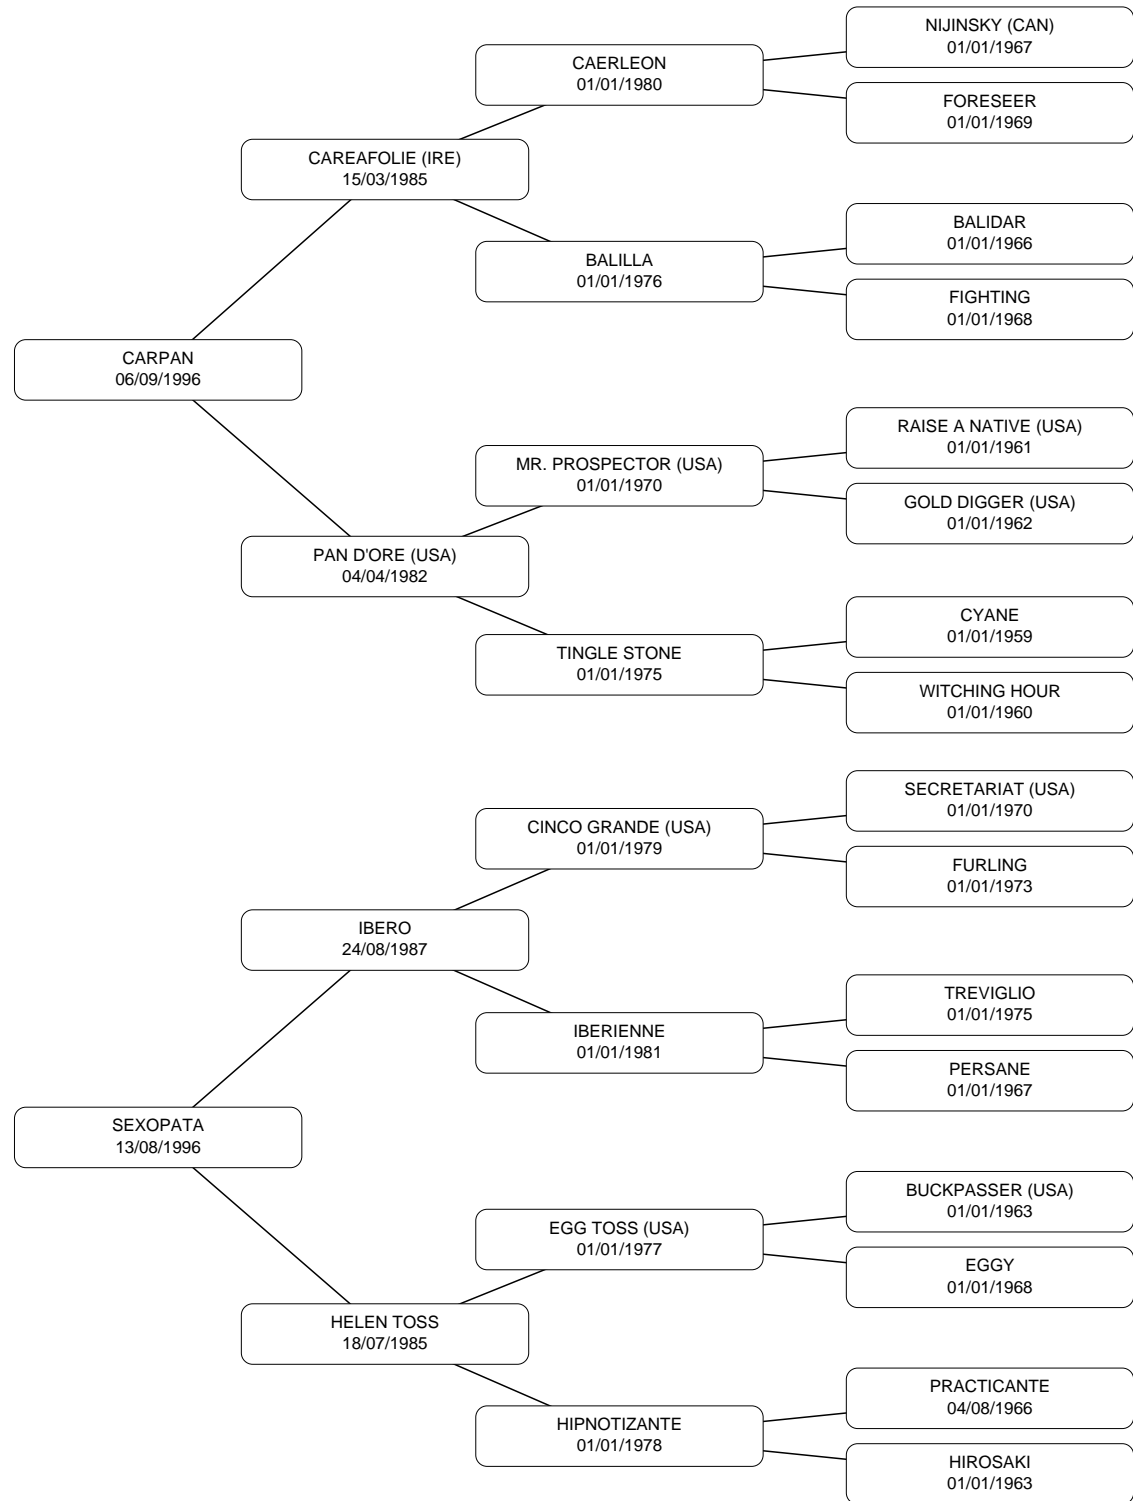 NIJINSKY (CAN)
01/01/1967
CAERLEON
01/01/1980
FORESEER
01/01/1969
CAREAFOLIE (IRE)
15/03/1985
BALIDAR
01/01/1966
BALILLA
01/01/1976
FIGHTING
01/01/1968
CARPAN
06/09/1996
RAISE A NATIVE (USA)
01/01/1961
MR. PROSPECTOR (USA)
01/01/1970
GOLD DIGGER (USA)
01/01/1962
PAN D'ORE (USA)
04/04/1982
CYANE
01/01/1959
TINGLE STONE
01/01/1975
WITCHING HOUR
01/01/1960
SECRETARIAT (USA)
01/01/1970
CINCO GRANDE (USA)
01/01/1979
FURLING
01/01/1973
IBERO
24/08/1987
TREVIGLIO
01/01/1975
IBERIENNE
01/01/1981
PERSANE
01/01/1967
SEXOPATA
13/08/1996
BUCKPASSER (USA)
01/01/1963
EGG TOSS (USA)
01/01/1977
EGGY
01/01/1968
HELEN TOSS
18/07/1985
PRACTICANTE
04/08/1966
HIPNOTIZANTE
01/01/1978
HIROSAKI
01/01/1963